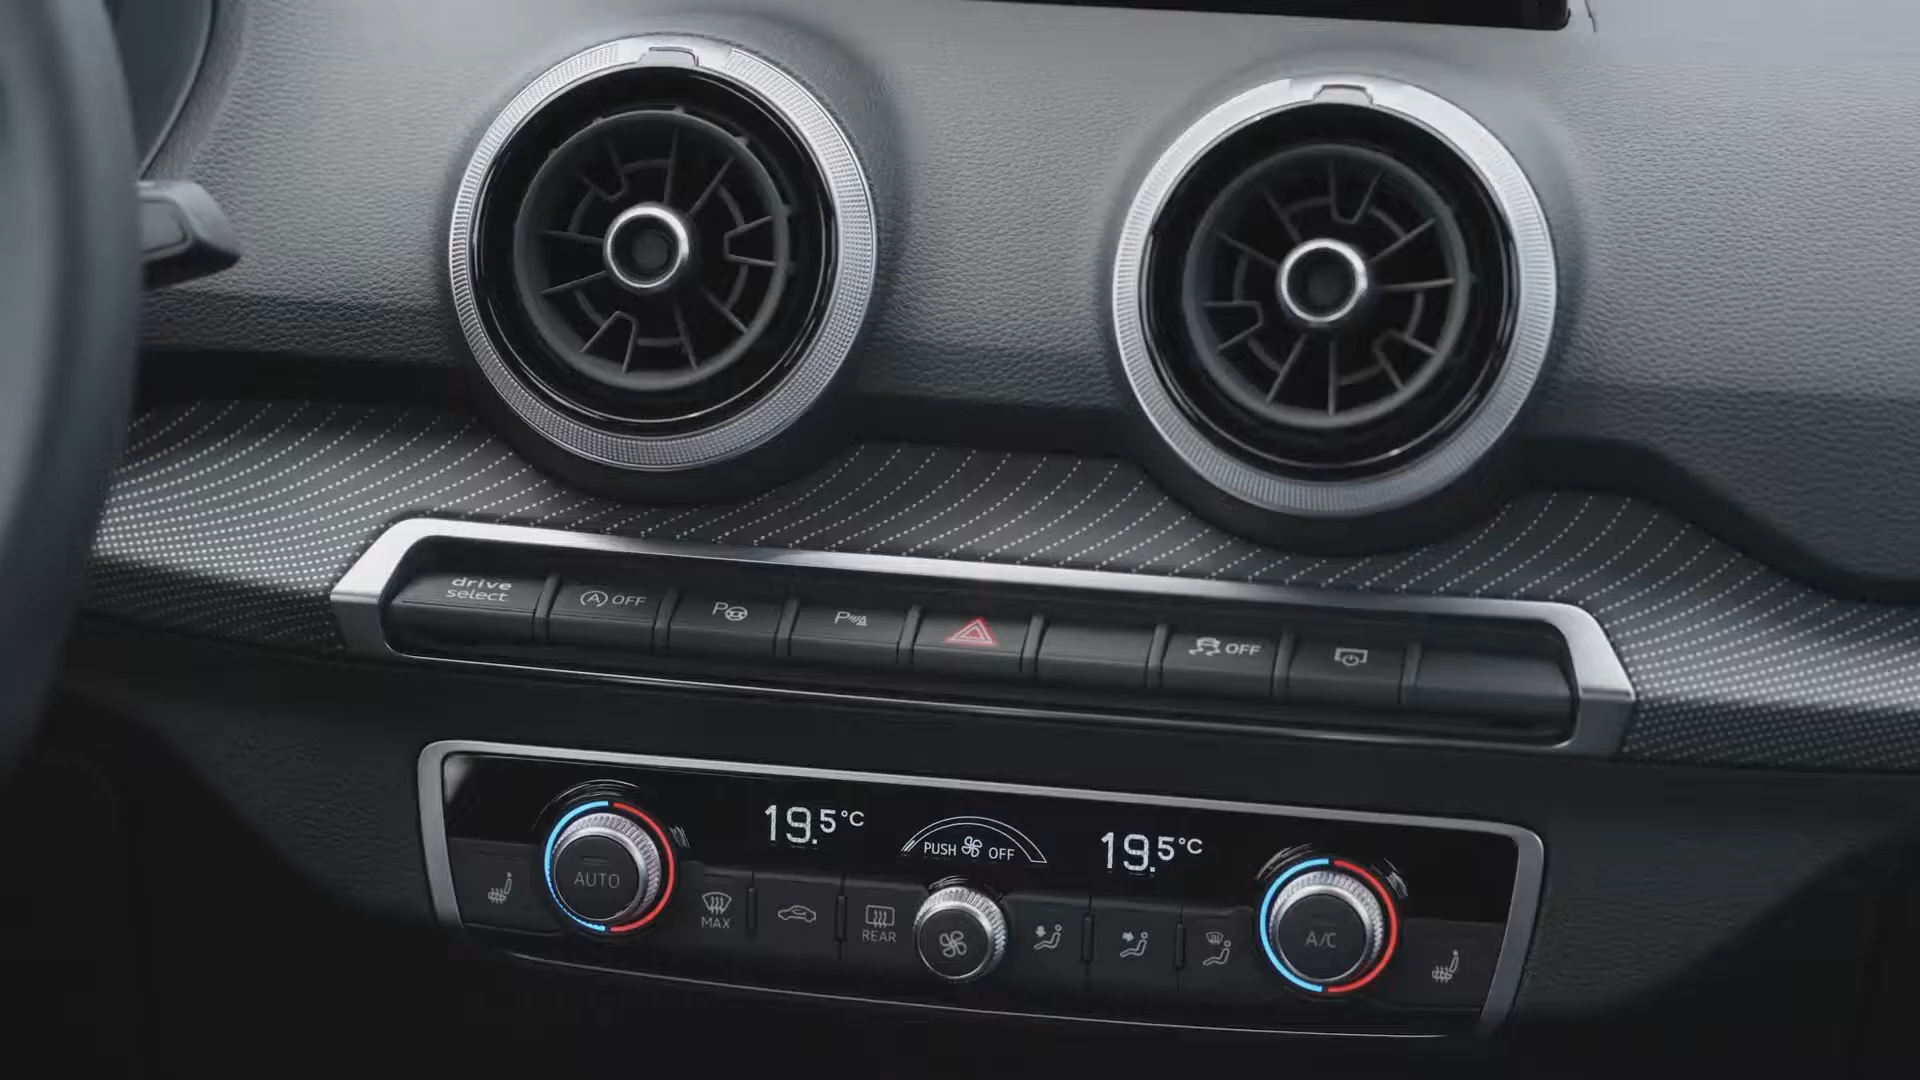 drive
select
A OFF
P
P
OFF
19.5°C
PUSH OFF
19.5°C
AUTO
MAX
REAR
A/C